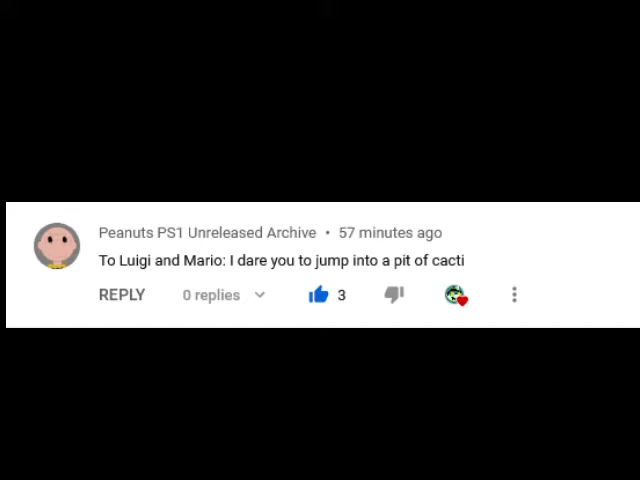 Peanuts PS1 Unreleased Archive • 57 minutes ago
To Luigi and Mario: I dare you to jump into a pit of cacti
REPLY 0 replies 3